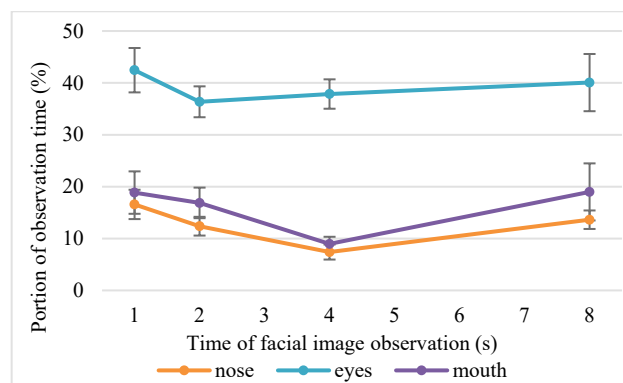 Portion of observation time (%)
50
40
30
20
10
0
1 2 3 4 5 6 7 8
Time of facial image observation (s)
nose eyes mouth